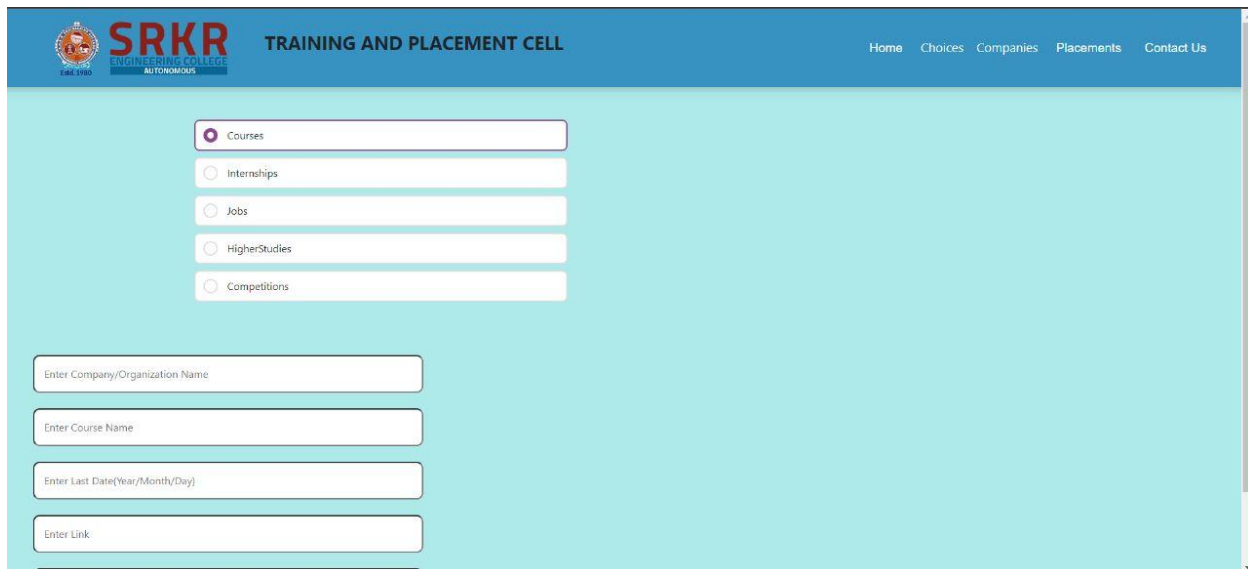 SRKR
ENGINEERING COLLEGE
AUTONOMOUS
Estd. 1980
TRAINING AND PLACEMENT CELL
Home Choices Companies Placements Contact Us
Courses
Internships
Jobs
HigherStudies
Competitions
Enter Company/Organization Name
Enter Course Name
Enter Last Date(Year/Month/Day)
Enter Link